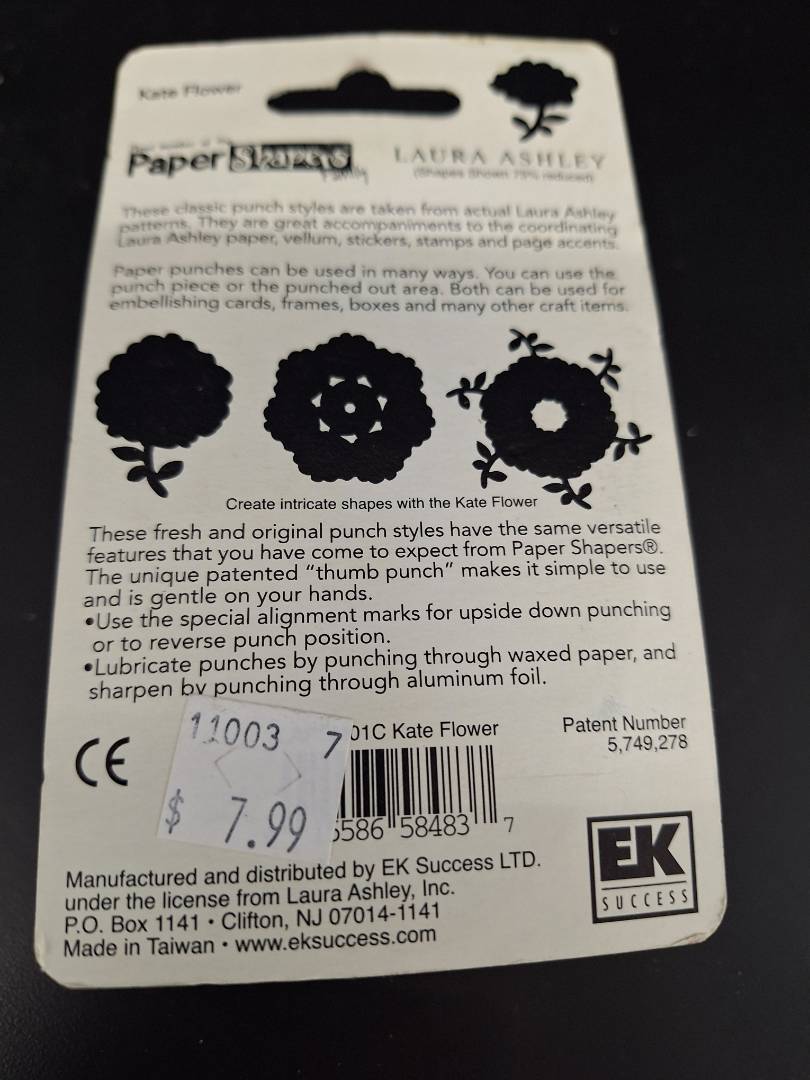 Kate Flower
Paper Shapers
LAURA ASHLEY
(Shapes Shown 75% reduced)
These classic punch styles are taken from actual Laura Ashley
patterns. They are great accompaniments to the coordinating
Laura Ashley paper, vellum, stickers, stamps and page accents.
Paper punches can be used in many ways. You can use the
punch piece or the punched out area. Both can be used for
embellishing cards, frames, boxes and many other craft items.
Create intricate shapes with the Kate Flower
These fresh and original punch styles have the same versatile
features that you have come to expect from Paper Shapers®.
The unique patented “thumb punch” makes it simple to use
and is gentle on your hands.
•Use the special alignment marks for upside down punching
or to reverse punch position.
•Lubricate punches by punching through waxed paper, and
sharpen by punching through aluminum foil.
CE
11003 7
$ 7.99
01C Kate Flower
5586 58483 7
Patent Number
5,749,278
EK
SUCCESS
Manufactured and distributed by EK Success LTD.
under the license from Laura Ashley, Inc.
P.O. Box 1141 • Clifton, NJ 07014-1141
Made in Taiwan • www.eksuccess.com